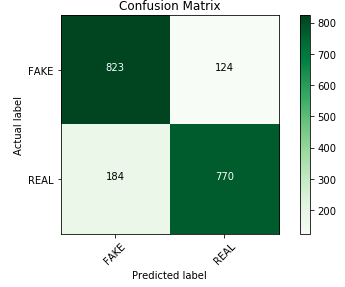 Confusion Matrix
Actual label
FAKE
823
124
REAL
184
770
FAKE
REAL
Predicted label
800
700
600
500
400
300
200